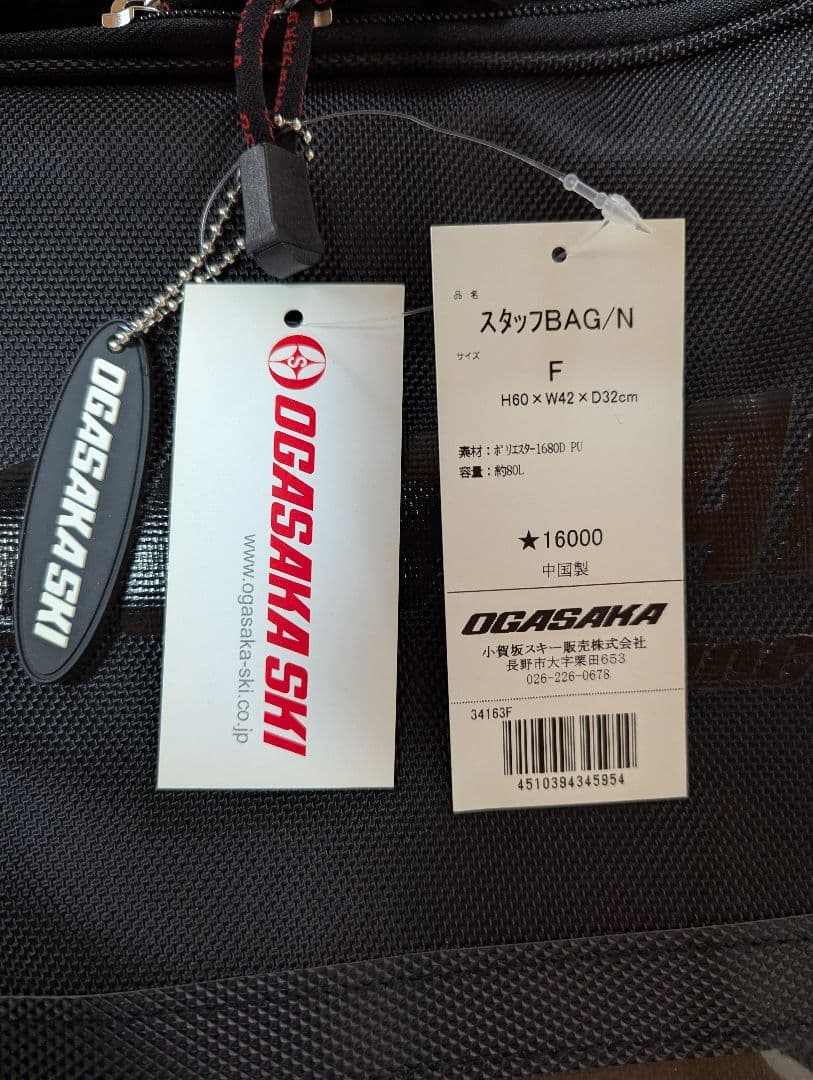 OGASAKA SKI
OGASAKA SKI
www.ogasaka-ski.co.jp
品名
スタッフBAG/N
サイズ
F
H60×W42×D32cm
素材：ポリエステル1680D PU
容量：約80L
★16000
中国製
OGASAKA
小賀坂スキー販売株式会社
長野市大字栗田653
026-226-0678
34163F
4510394345954